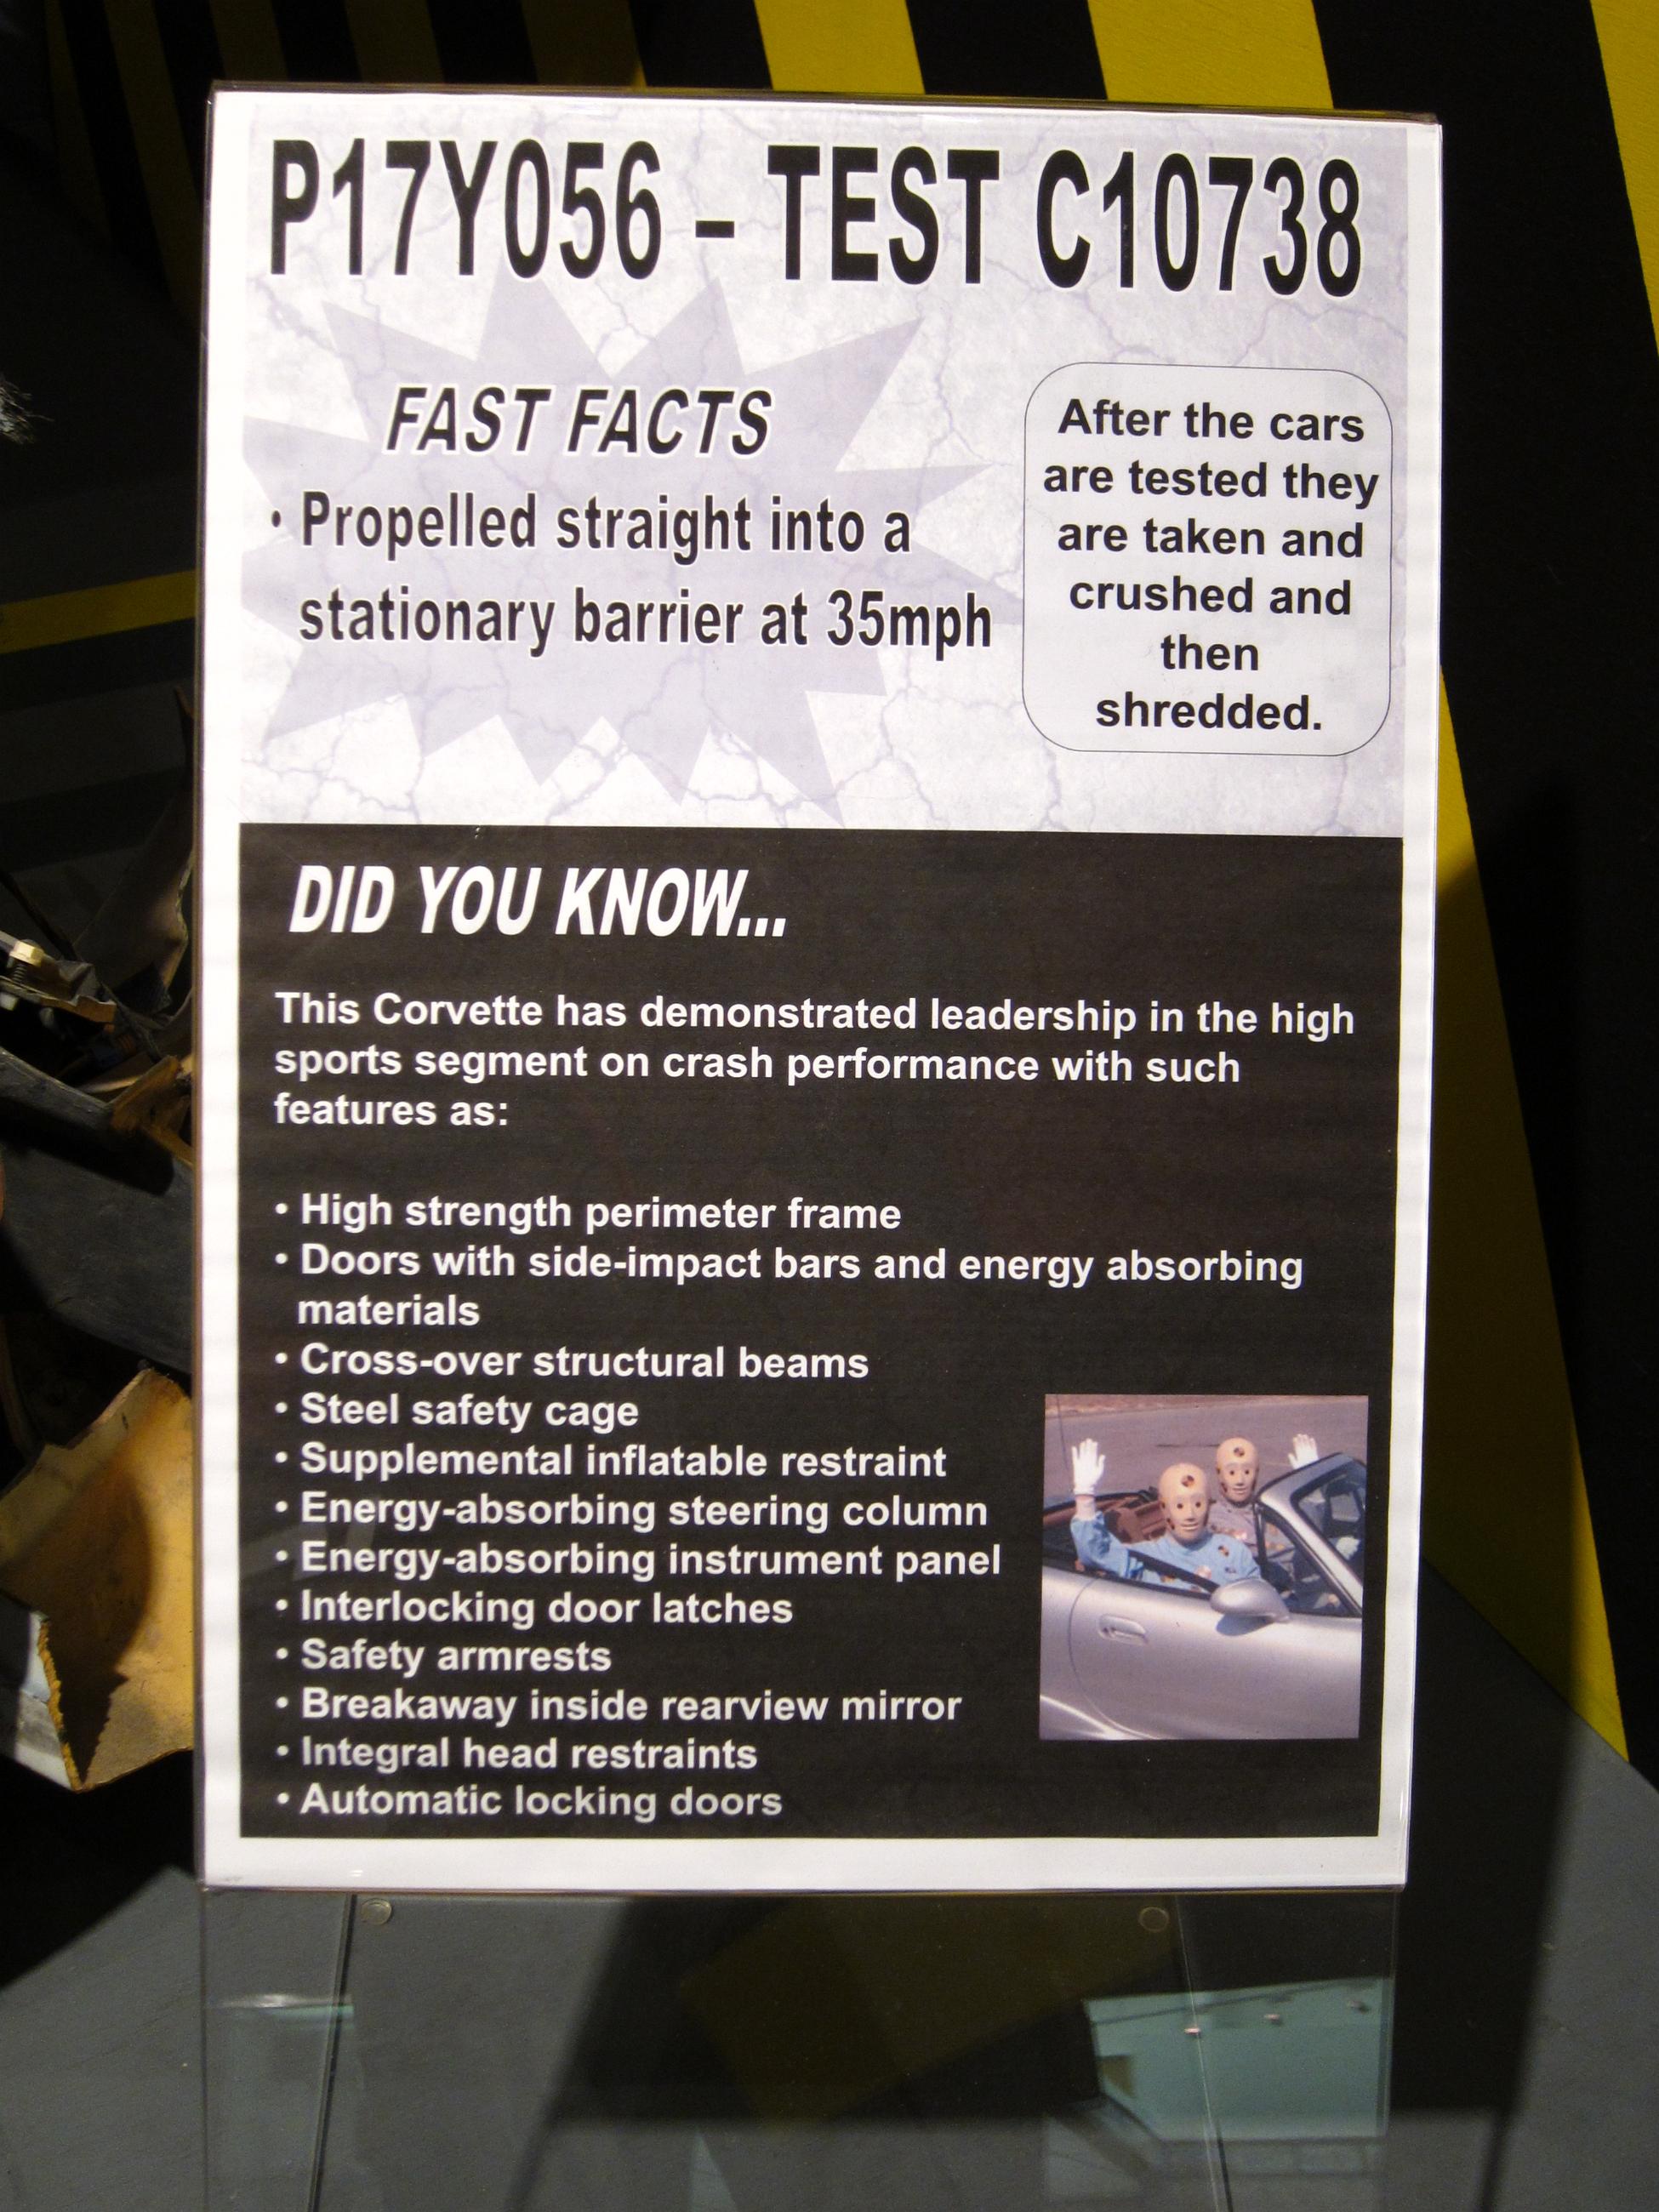 P17Y056 – TEST C10738
FAST FACTS
• Propelled straight into a
stationary barrier at 35mph
After the cars
are tested they
are taken and
crushed and
then
shredded.
DID YOU KNOW...
This Corvette has demonstrated leadership in the high
sports segment on crash performance with such
features as:
• High strength perimeter frame
• Doors with side-impact bars and energy absorbing
materials
• Cross-over structural beams
• Steel safety cage
• Supplemental inflatable restraint
• Energy-absorbing steering column
• Energy-absorbing instrument panel
• Interlocking door latches
• Safety armrests
• Breakaway inside rearview mirror
• Integral head restraints
• Automatic locking doors